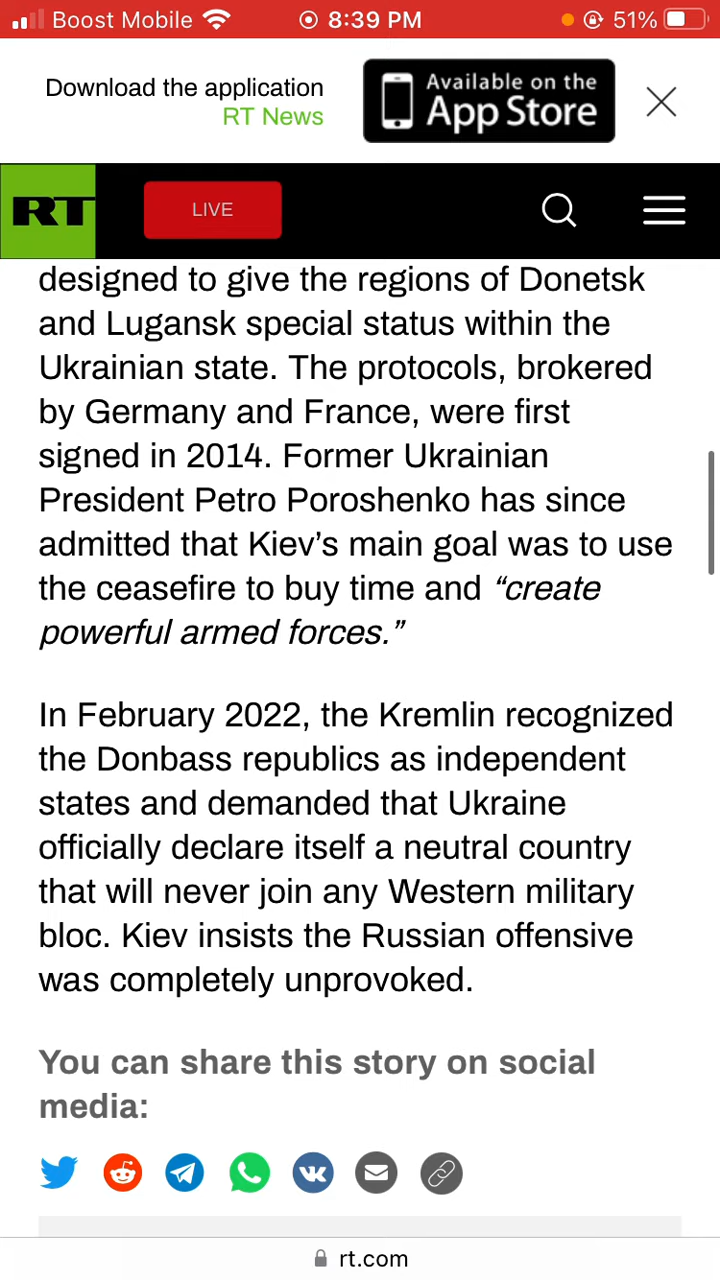 Boost Mobile 8:39 PM 51%
Download the application
RT News
Available on the
App Store
RT LIVE
designed to give the regions of Donetsk
and Lugansk special status within the
Ukrainian state. The protocols, brokered
by Germany and France, were first
signed in 2014. Former Ukrainian
President Petro Poroshenko has since
admitted that Kiev’s main goal was to use
the ceasefire to buy time and “create
powerful armed forces.”
In February 2022, the Kremlin recognized
the Donbass republics as independent
states and demanded that Ukraine
officially declare itself a neutral country
that will never join any Western military
bloc. Kiev insists the Russian offensive
was completely unprovoked.
You can share this story on social
media:
rt.com